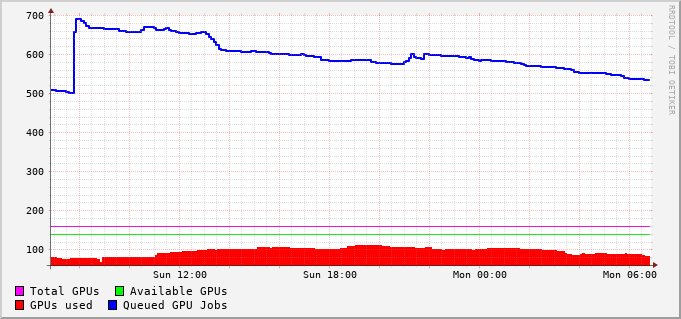 700
600
500
400
300
200
100
Sun 12:00 Sun 18:00 Mon 00:00 Mon 06:00
Total GPUs Available GPUs
GPUs used Queued GPU Jobs
RRDTOOL / TOBI OETIKER